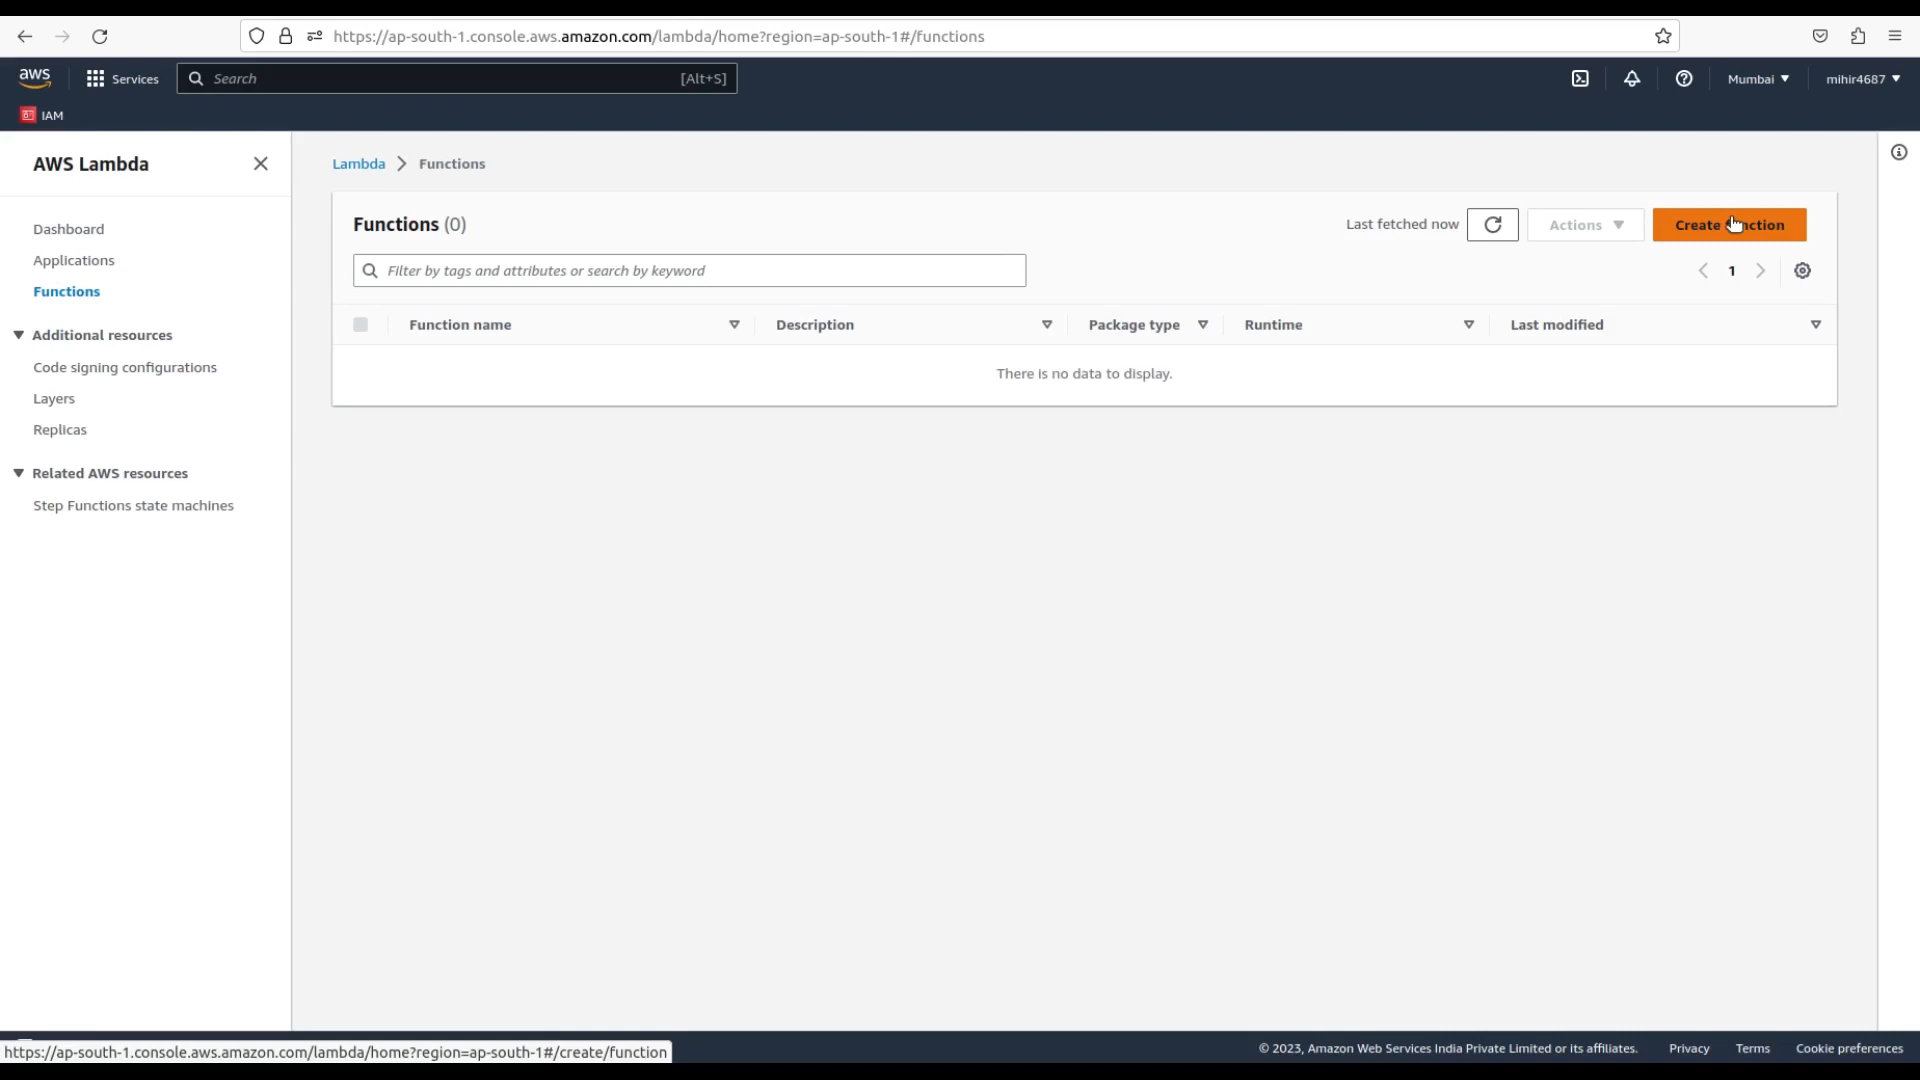 https://ap-south-1.console.aws.amazon.com/lambda/home?region=ap-south-1#/functions
aws
Services
Search
[Alt+S]
Mumbai
mihir4687
IAM
AWS Lambda
Dashboard
Applications
Functions
Additional resources
Code signing configurations
Layers
Replicas
Related AWS resources
Step Functions state machines
Lambda
Functions
Functions (0)
Last fetched now
Actions
Create function
Filter by tags and attributes or search by keyword
1
Function name
Description
Package type
Runtime
Last modified
There is no data to display.
https://ap-south-1.console.aws.amazon.com/lambda/home?region=ap-south-1#/create/function
© 2023, Amazon Web Services India Private Limited or its affiliates.
Privacy
Terms
Cookie preferences